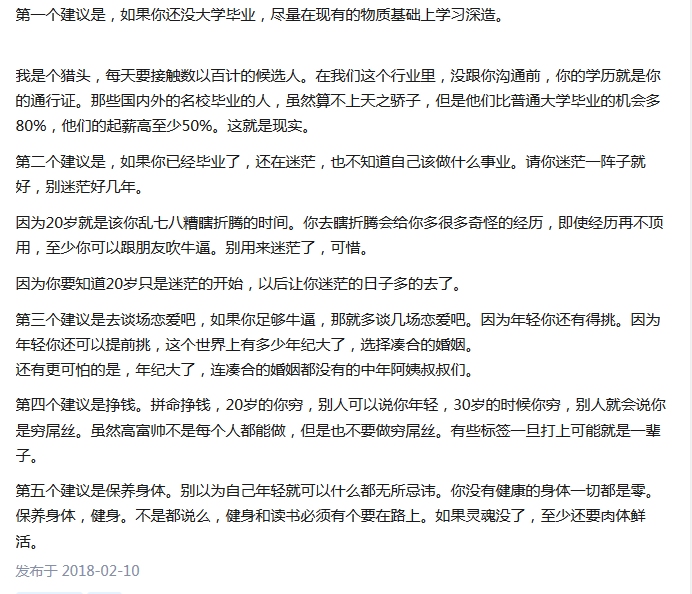 第一个建议是，如果你还没大学毕业，尽量在现有的物质基础上学习深造。
我是个猎头，每天要接触数以百计的候选人。在我们这个行业里，没跟你沟通前，你的学历就是你
的通行证。那些国内外的名校毕业的人，虽然算不上天之骄子，但是他们比普通大学毕业的机会多
80%，他们的起薪高至少50%。这就是现实。
第二个建议是，如果你已经毕业了，还在迷茫，也不知道自己该做什么事业。请你迷茫一阵子就
好，别迷茫好几年。
因为20岁就是该你乱七八糟瞎折腾的时间。你去瞎折腾会给你多很多奇怪的经历，即使经历再不顶
用，至少你可以跟朋友吹牛逼。别用来迷茫了，可惜。
因为你要知道20岁只是迷茫的开始，以后让你迷茫的日子多的去了。
第三个建议是去谈场恋爱吧，如果你足够牛逼，那就多谈几场恋爱吧。因为年轻你还有得挑。因为
年轻你还可以提前挑，这个世界上有多少年纪大了，选择凑合的婚姻。
还有更可怕的是，年纪大了，连凑合的婚姻都没有的中年阿姨叔叔们。
第四个建议是挣钱。拼命挣钱，20岁的你穷，别人可以说你年轻，30岁的时候你穷，别人就会说你
是穷屌丝。虽然高富帅不是每个人都能做，但是也不要做穷屌丝。有些标签一旦打上可能就是一辈
子。
第五个建议是保养身体。别以为自己年轻就可以什么都无所忌讳。你没有健康的身体一切都是零。
保养身体，健身。不是都说么，健身和读书必须有个要在路上。如果灵魂没了，至少还要肉体鲜
活。
发布于 2018-02-10